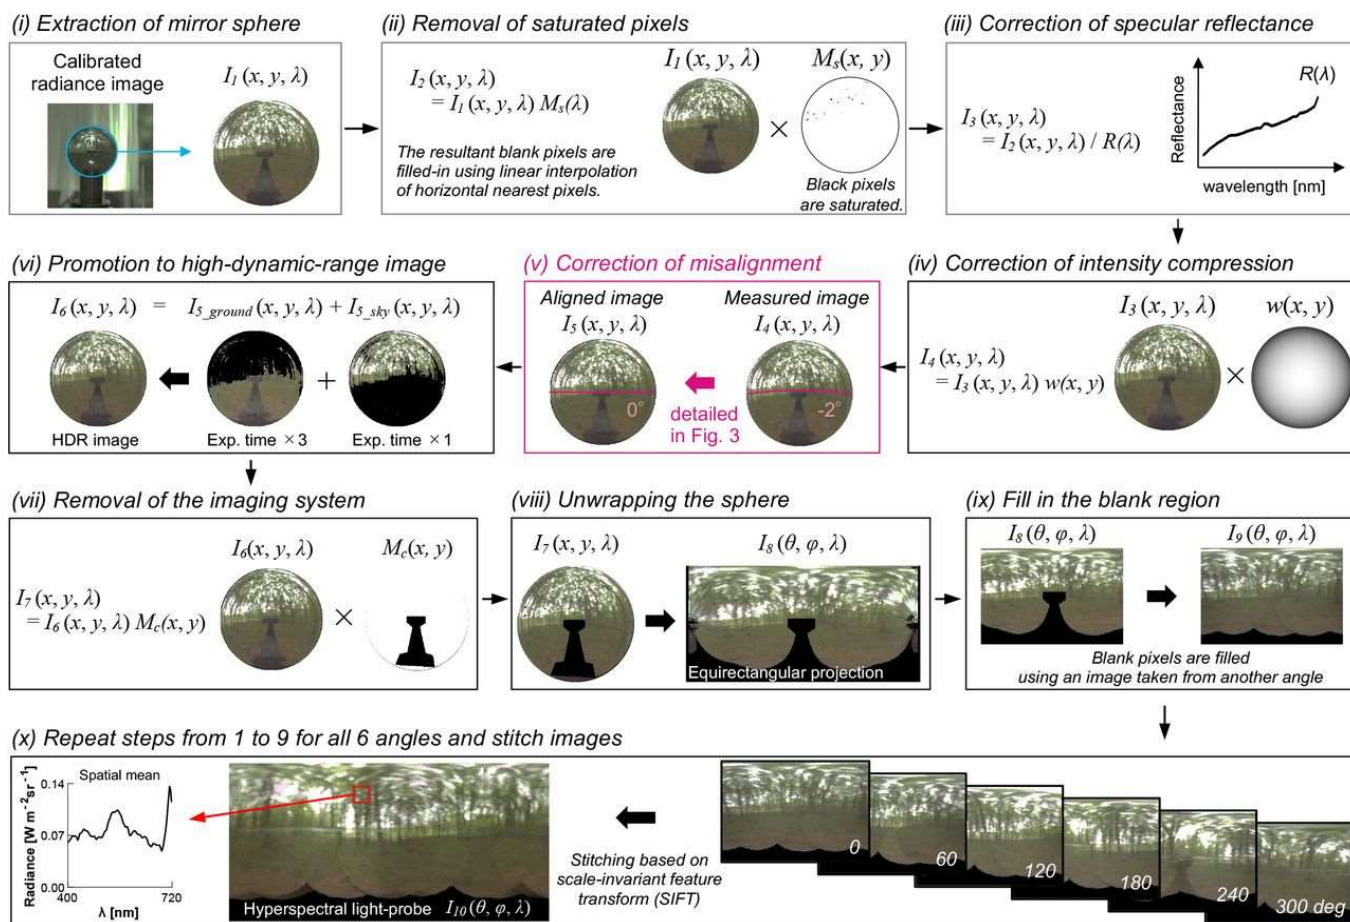 (i) Extraction of mirror sphere
Calibrated
radiance image
I1 (x, y, λ)
(ii) Removal of saturated pixels
I2 (x, y, λ)
= I1 (x, y, λ) Ms(λ)
The resultant blank pixels are
filled-in using linear interpolation
of horizontal nearest pixels.
I1 (x, y, λ)
×
Ms(x, y)
Black pixels
are saturated.
(iii) Correction of specular reflectance
I3 (x, y, λ)
= I2 (x, y, λ) / R(λ)
Reflectance
R(λ)
wavelength [nm]
(iv) Correction of intensity compression
I4 (x, y, λ)
= I3 (x, y, λ) w(x, y)
I3 (x, y, λ)
×
w(x, y)
(v) Correction of misalignment
Aligned image
I5 (x, y, λ)
0°
detailed
in Fig. 3
Measured image
I4 (x, y, λ)
-2°
(vi) Promotion to high-dynamic-range image
I6 (x, y, λ) = I5_ground (x, y, λ) + I5_sky (x, y, λ)
+
HDR image
Exp. time ×3
Exp. time ×1
(vii) Removal of the imaging system
I7 (x, y, λ)
= I6 (x, y, λ) Mc(x, y)
I6(x, y, λ)
×
Mc(x, y)
(viii) Unwrapping the sphere
I7 (x, y, λ)
I8 (θ, φ, λ)
Equirectangular projection
(ix) Fill in the blank region
I8 (θ, φ, λ)
I9 (θ, φ, λ)
Blank pixels are filled
using an image taken from another angle
(x) Repeat steps from 1 to 9 for all 6 angles and stitch images
Radiance [W m-2sr-1]
Spatial mean
0.14
0.07
0.00
400
720
λ [nm]
Hyperspectral light-probe I10 (θ, φ, λ)
Stitching based on
scale-invariant feature
transform (SIFT)
0
60
120
180
240
300 deg